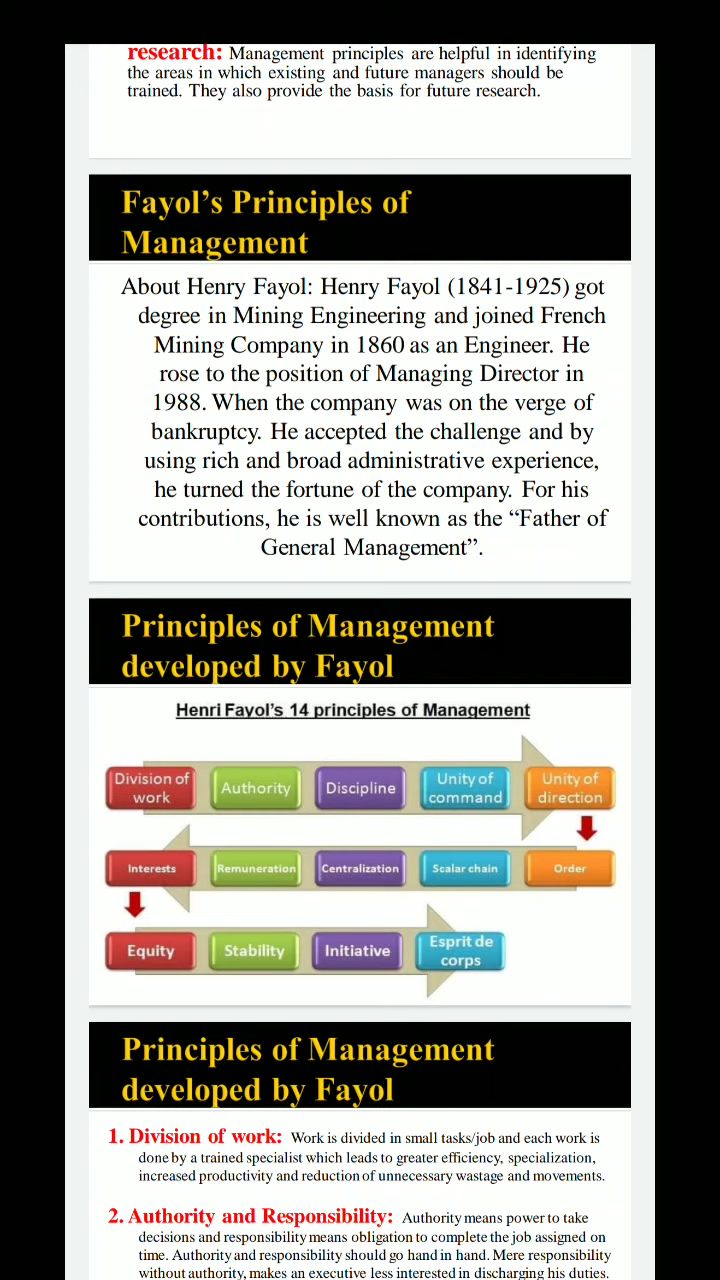 research: Management principles are helpful in identifying
the areas in which existing and future managers should be
trained. They also provide the basis for future research.
Fayol’s Principles of
Management
About Henry Fayol: Henry Fayol (1841-1925) got
degree in Mining Engineering and joined French
Mining Company in 1860 as an Engineer. He
rose to the position of Managing Director in
1988. When the company was on the verge of
bankruptcy. He accepted the challenge and by
using rich and broad administrative experience,
he turned the fortune of the company. For his
contributions, he is well known as the “Father of
General Management”.
Principles of Management
developed by Fayol
Henri Fayol’s 14 principles of Management
Division of
work
Authority
Discipline
Unity of
command
Unity of
direction
Interests
Remuneration
Centralization
Scalar chain
Order
Equity
Stability
Initiative
Esprit de
corps
Principles of Management
developed by Fayol
1. Division of work: Work is divided in small tasks/job and each work is
done by a trained specialist which leads to greater efficiency, specialization,
increased productivity and reduction of unnecessary wastage and movements.
2. Authority and Responsibility: Authority means power to take
decisions and responsibility means obligation to complete the job assigned on
time. Authority and responsibility should go hand in hand. Mere responsibility
without authority, makes an executive less interested in discharging his duties.